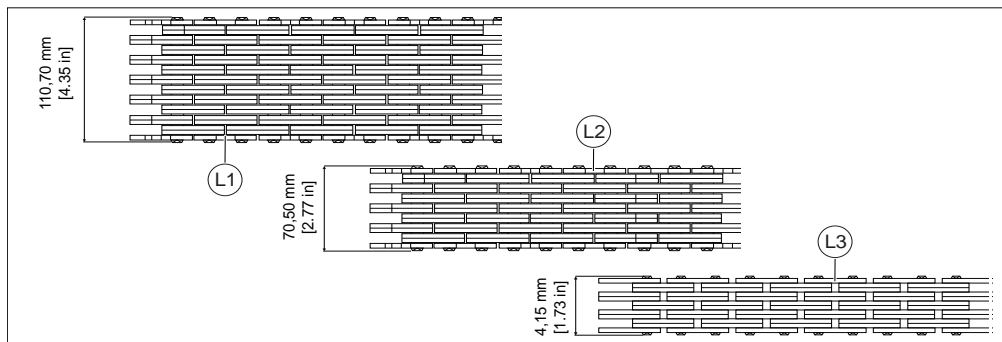 110,70 mm
[4.35 in]
L1
L2
70,50 mm
[2.77 in]
L3
4,15 mm
[1.73 in]